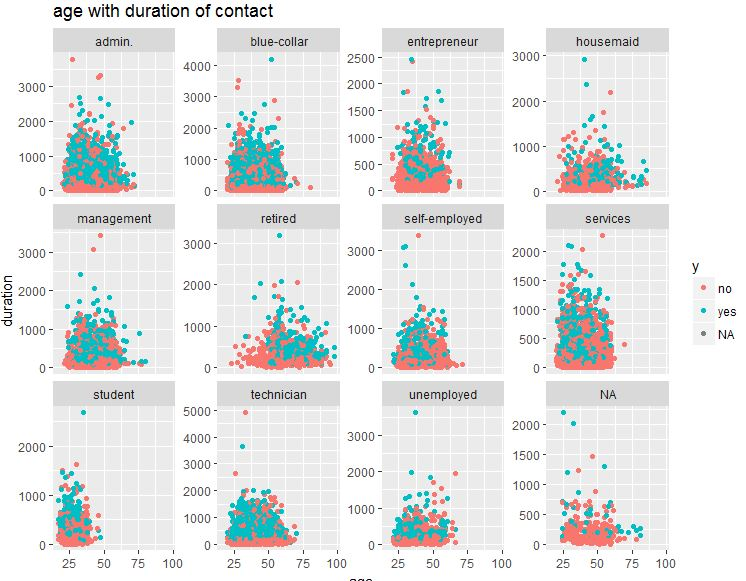 age with duration of contact
admin. blue-collar entrepreneur housemaid
3000 2000 1000 0
4000 3000 2000 1000 0
2500 2000 1500 1000 500 0
3000 2000 1000 0
management retired self-employed services
3000 2000 1000 0
3000 2000 1000 0
3000 2000 1000 0
2500 2000 1500 1000 500 0
duration
y
no
yes
NA
student technician unemployed NA
3000 2000 1000 0
5000 4000 3000 2000 1000 0
3000 2000 1000 0
2000 1500 1000 500 0
25 50 75 100 25 50 75 100 25 50 75 100 25 50 75 100
age